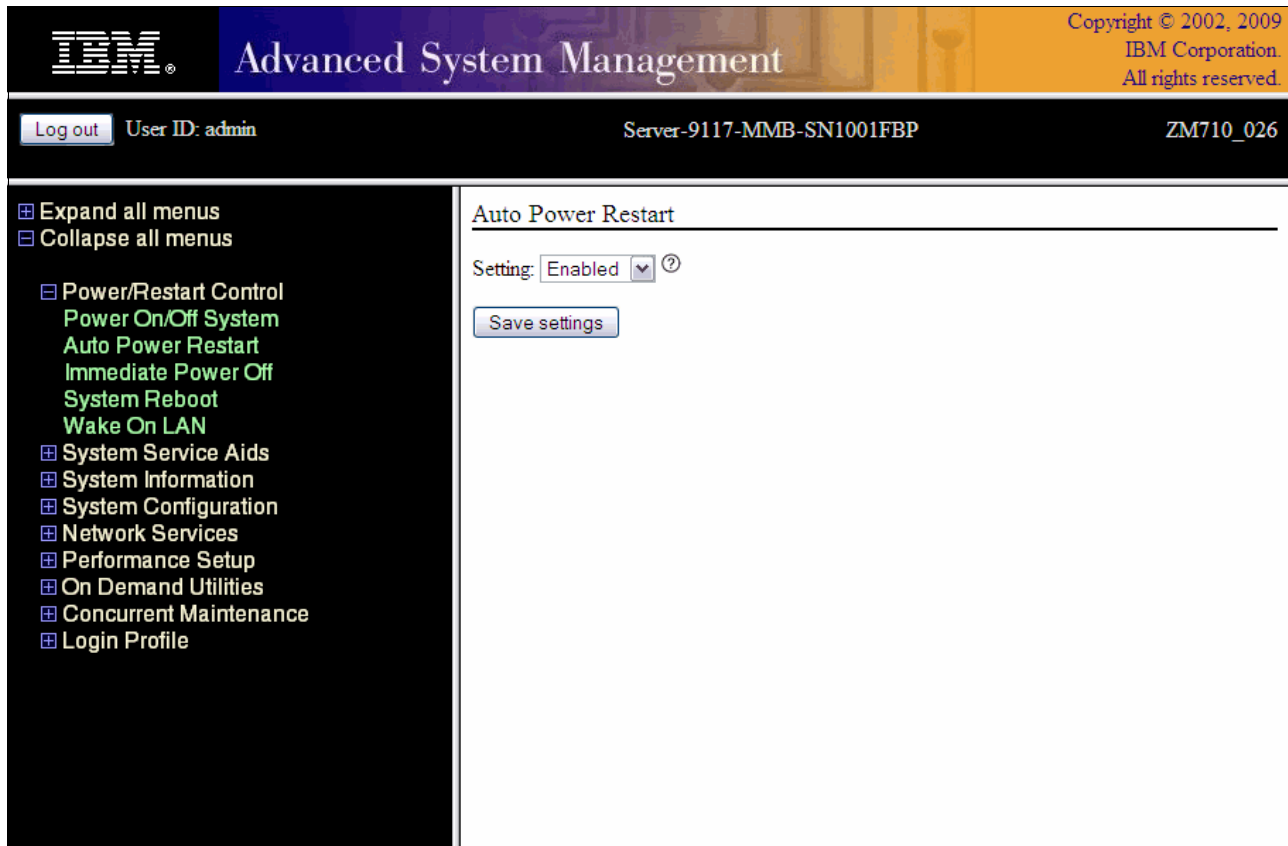 IBM®
Advanced System Management
Copyright © 2002, 2009
IBM Corporation.
All rights reserved.
Log out User ID: admin Server-9117-MMB-SN1001FBP ZM710_026
Expand all menus
Collapse all menus
Power/Restart Control
Power On/Off System
Auto Power Restart
Immediate Power Off
System Reboot
Wake On LAN
System Service Aids
System Information
System Configuration
Network Services
Performance Setup
On Demand Utilities
Concurrent Maintenance
Login Profile
Auto Power Restart
Setting: Enabled ?
Save settings